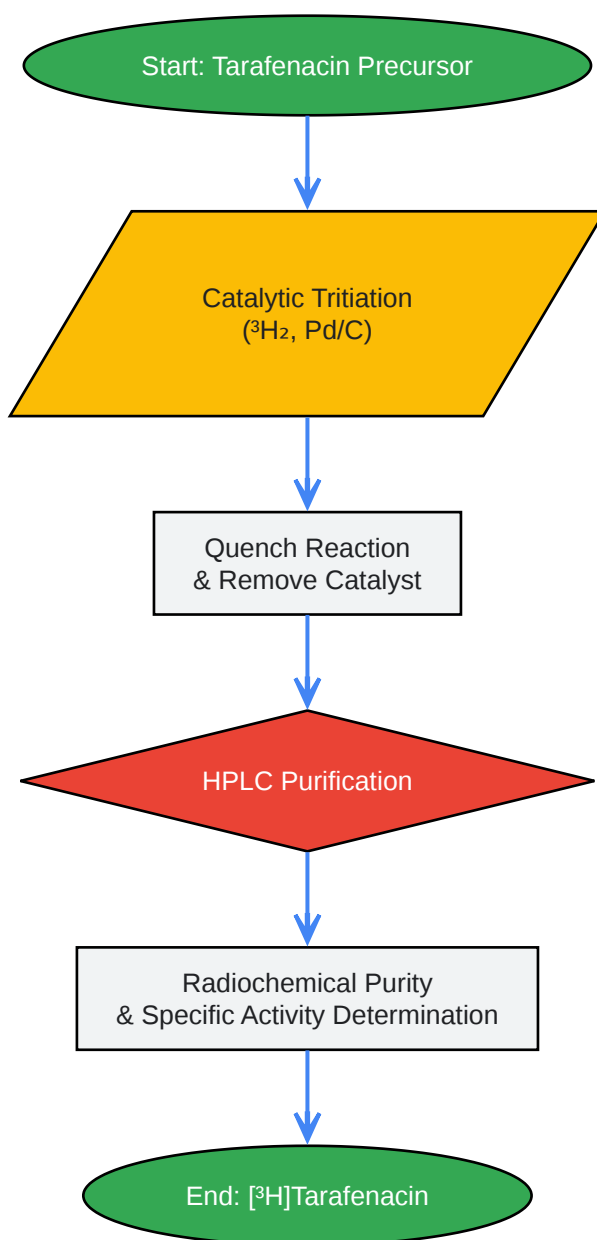 Start: Tarafenacin Precursor
Catalytic Tritiation
(³H₂, Pd/C)
Quench Reaction
& Remove Catalyst
HPLC Purification
Radiochemical Purity
& Specific Activity Determination
End: [³H]Tarafenacin